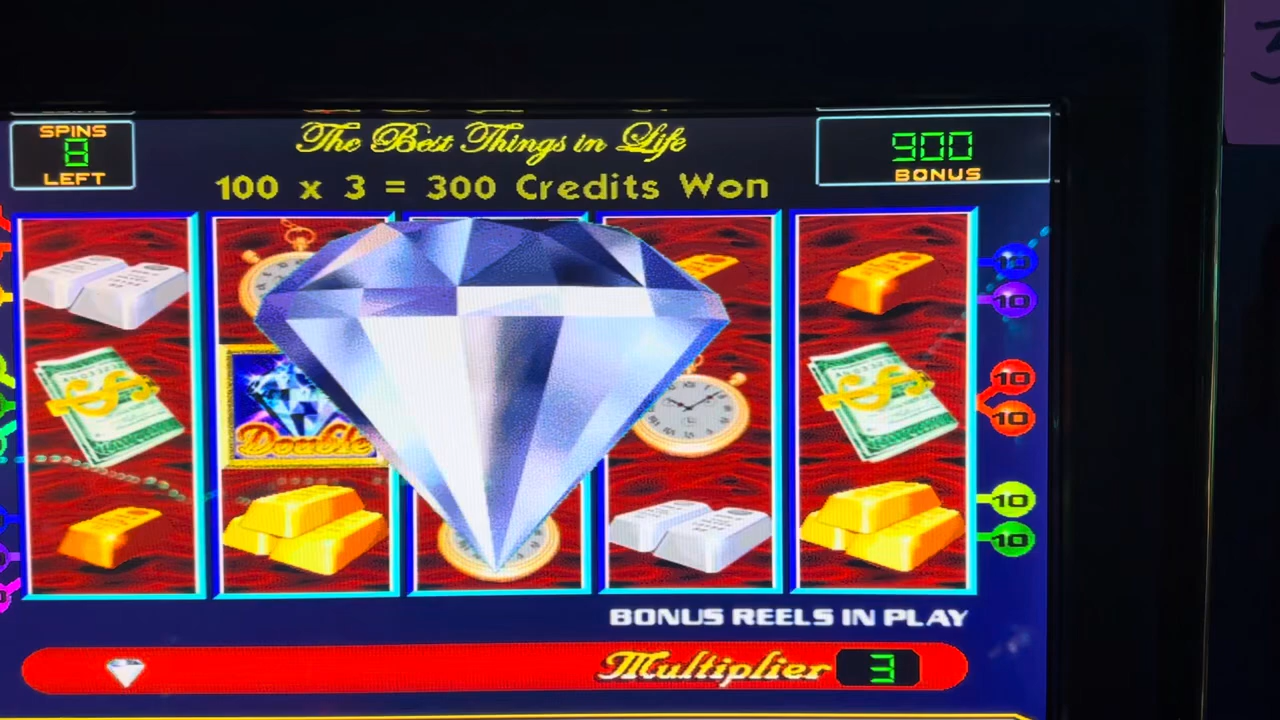 The Best Things in Life
SPINS
8
LEFT
900
BONUS
100 x 3 = 300 Credits Won
10
10
10
Double
10
10
BONUS REELS IN PLAY
Multiplier 3
3